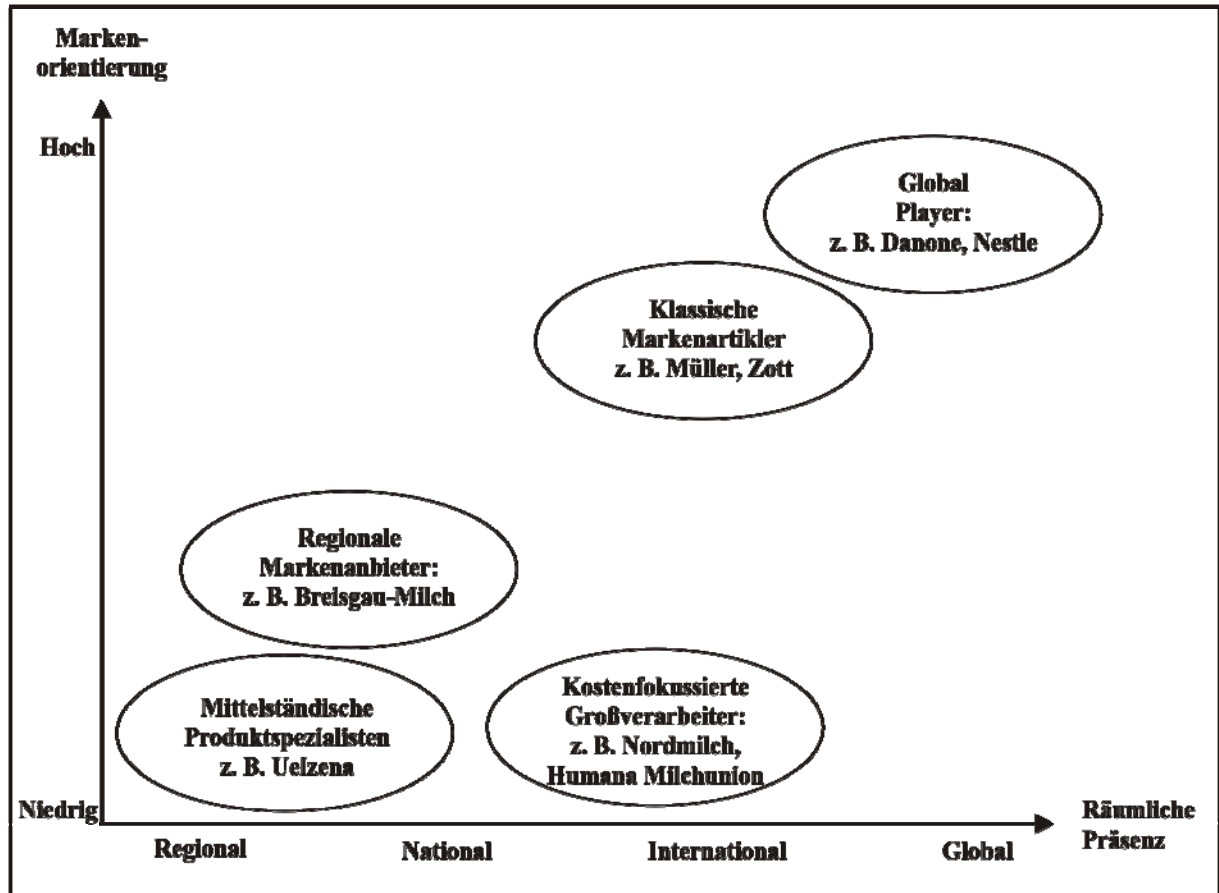 Marken-
orientierung
Hoch
Global
Player:
z. B. Danone, Nestle
Klassische
Markenartikler
z. B. Müller, Zott
Regionale
Markenanbieter:
z. B. Breisgau-Milch
Mittelständische
Produktspezialisten
z. B. Uelzena
Kostenfokussierte
Großverarbeiter:
z. B. Nordmilch,
Humana Milchunion
Niedrig
Regional
National
International
Global
Räumliche
Präsenz